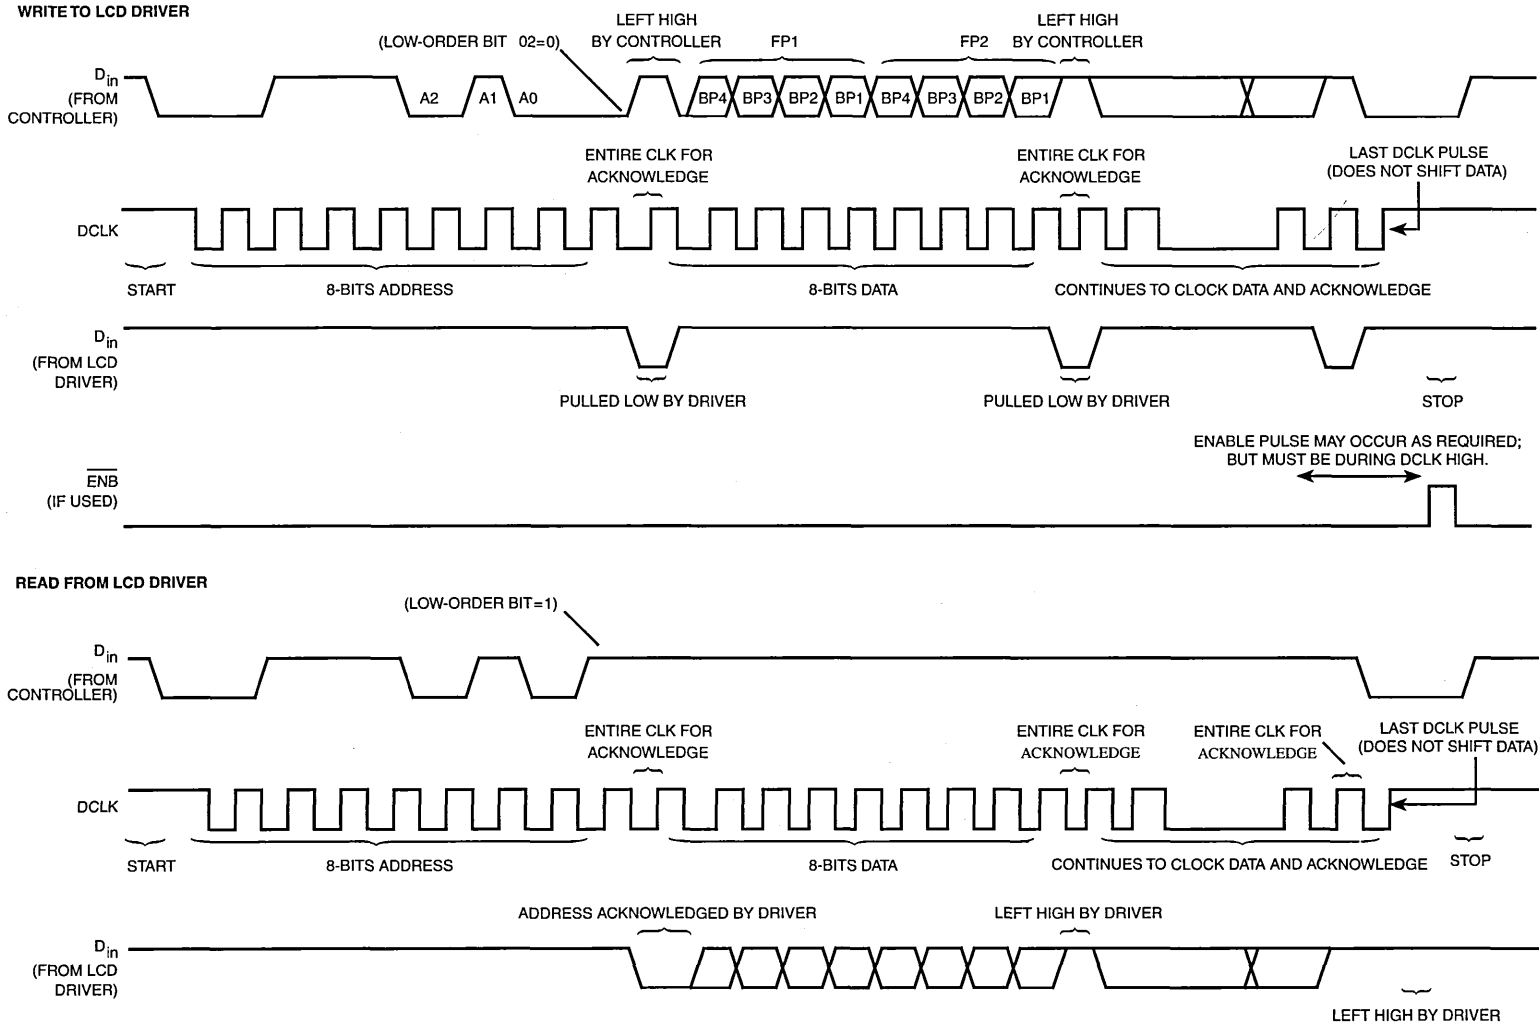 WRITE TO LCD DRIVER
(LOW-ORDER BIT 02=0)
LEFT HIGH
BY CONTROLLER
FP1
FP2
LEFT HIGH
BY CONTROLLER
Din
(FROM
CONTROLLER)
A2
A1
A0
BP4
BP3
BP2
BP1
BP4
BP3
BP2
BP1
ENTIRE CLK FOR
ACKNOWLEDGE
ENTIRE CLK FOR
ACKNOWLEDGE
LAST DCLK PULSE
(DOES NOT SHIFT DATA)
DCLK
START
8-BITS ADDRESS
8-BITS DATA
CONTINUES TO CLOCK DATA AND ACKNOWLEDGE
Din
(FROM LCD
DRIVER)
PULLED LOW BY DRIVER
PULLED LOW BY DRIVER
STOP
ENABLE PULSE MAY OCCUR AS REQUIRED;
BUT MUST BE DURING DCLK HIGH.
ENB
(IF USED)
READ FROM LCD DRIVER
(LOW-ORDER BIT=1)
Din
(FROM
CONTROLLER)
ENTIRE CLK FOR
ACKNOWLEDGE
ENTIRE CLK FOR
ACKNOWLEDGE
ENTIRE CLK FOR
ACKNOWLEDGE
LAST DCLK PULSE
(DOES NOT SHIFT DATA)
DCLK
START
8-BITS ADDRESS
8-BITS DATA
CONTINUES TO CLOCK DATA AND ACKNOWLEDGE
STOP
ADDRESS ACKNOWLEDGED BY DRIVER
LEFT HIGH BY DRIVER
Din
(FROM LCD
DRIVER)
LEFT HIGH BY DRIVER